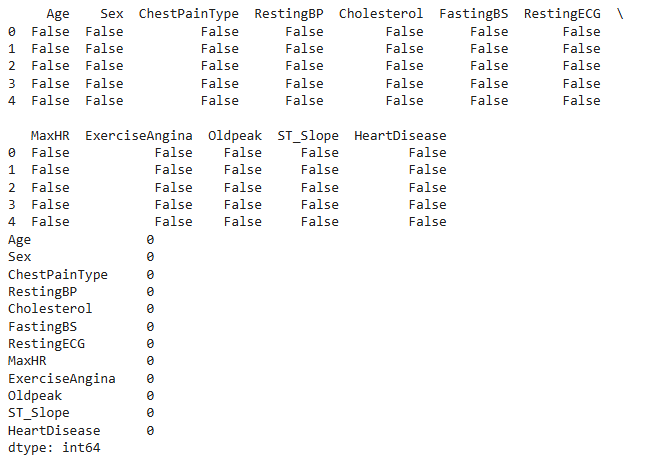 Age    Sex  ChestPainType  RestingBP  Cholesterol  FastingBS  RestingECG  \
0  False  False          False      False        False      False       False
1  False  False          False      False        False      False       False
2  False  False          False      False        False      False       False
3  False  False          False      False        False      False       False
4  False  False          False      False        False      False       False
   MaxHR  ExerciseAngina  Oldpeak  ST_Slope  HeartDisease
0  False           False    False     False         False
1  False           False    False     False         False
2  False           False    False     False         False
3  False           False    False     False         False
4  False           False    False     False         False
Age               0
Sex               0
ChestPainType     0
RestingBP         0
Cholesterol       0
FastingBS         0
RestingECG        0
MaxHR             0
ExerciseAngina    0
Oldpeak           0
ST_Slope          0
HeartDisease      0
dtype: int64